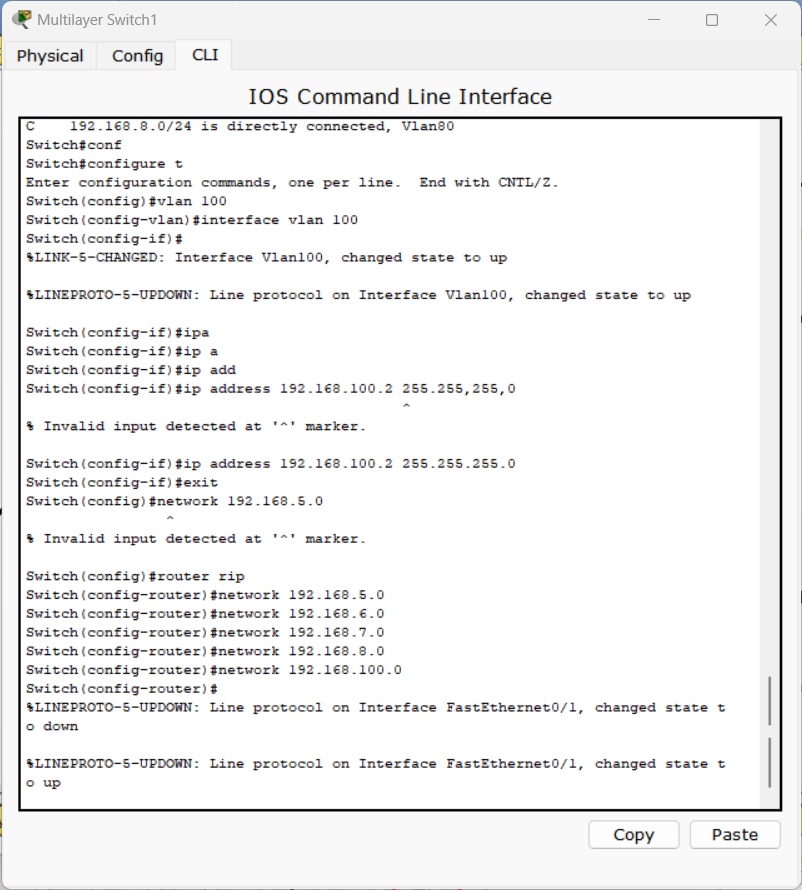 Multilayer Switch1
Physical Config CLI
IOS Command Line Interface
C    192.168.8.0/24 is directly connected, Vlan80
Switch#conf
Switch#configure t
Enter configuration commands, one per line.  End with CNTL/Z.
Switch(config)#vlan 100
Switch(config-vlan)#interface vlan 100
Switch(config-if)#
%LINK-5-CHANGED: Interface Vlan100, changed state to up
%LINEPROTO-5-UPDOWN: Line protocol on Interface Vlan100, changed state to up
Switch(config-if)#ipa
Switch(config-if)#ip a
Switch(config-if)#ip add
Switch(config-if)#ip address 192.168.100.2 255.255,255,0
^
% Invalid input detected at '^' marker.
Switch(config-if)#ip address 192.168.100.2 255.255.255.0
Switch(config-if)#exit
Switch(config)#network 192.168.5.0
^
% Invalid input detected at '^' marker.
Switch(config)#router rip
Switch(config-router)#network 192.168.5.0
Switch(config-router)#network 192.168.6.0
Switch(config-router)#network 192.168.7.0
Switch(config-router)#network 192.168.8.0
Switch(config-router)#network 192.168.100.0
Switch(config-router)#
%LINEPROTO-5-UPDOWN: Line protocol on Interface FastEthernet0/1, changed state t
o down
%LINEPROTO-5-UPDOWN: Line protocol on Interface FastEthernet0/1, changed state t
o up
Copy Paste